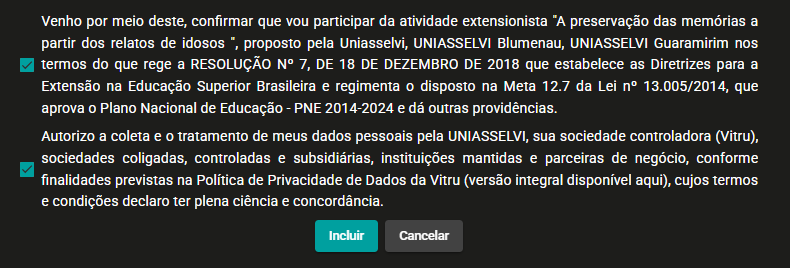 Venho por meio deste, confirmar que vou participar da atividade extensionista "A preservação das memórias a
partir dos relatos de idosos ", proposto pela Uniasselvi, UNIASSELVI Blumenau, UNIASSELVI Guaramirim nos
termos do que rege a RESOLUÇÃO Nº 7, DE 18 DE DEZEMBRO DE 2018 que estabelece as Diretrizes para a
Extensão na Educação Superior Brasileira e regimenta o disposto na Meta 12.7 da Lei nº 13.005/2014, que
aprova o Plano Nacional de Educação - PNE 2014-2024 e dá outras providências.
Autorizo a coleta e o tratamento de meus dados pessoais pela UNIASSELVI, sua sociedade controladora (Vitru),
sociedades coligadas, controladas e subsidiárias, instituições mantidas e parceiras de negócio, conforme
finalidades previstas na Política de Privacidade de Dados da Vitru (versão integral disponível aqui), cujos termos
e condições declaro ter plena ciência e concordância.
Incluir Cancelar